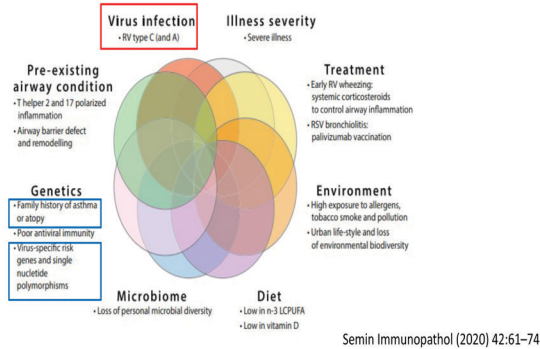 Virus infection
• RV type C (and A)
Illness severity
• Severe illness
Pre-existing
airway condition
• T helper 2 and 17 polarized
inflammation
• Airway barrier defect
and remodelling
Treatment
• Early RV wheezing:
systemic corticosteroids
to control airway inflammation
• RSV bronchiolitis:
palivizumab vaccination
Genetics
• Family history of asthma
or atopy
• Poor antiviral immunity
• Virus-specific risk
genes and single
nucletide
polymorphisms
Environment
• High exposure to allergens,
tobacco smoke and pollution
• Urban life-style and loss
of environmental biodiversity
Microbiome
• Loss of personal microbial diversity
Diet
• Low in n-3 LCPUFA
• Low in vitamin D
Semin Immunopathol (2020) 42:61–74